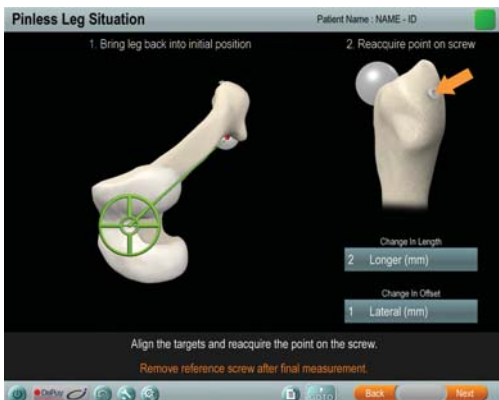 Pinless Leg Situation
Patient Name : NAME - ID
1. Bring leg back into initial position
2. Reacquire point on screw
Change In Length
2 Longer (mm)
Change In Offset
1 Lateral (mm)
Align the targets and reacquire the point on the screw.
Remove reference screw after final measurement.
DePuy
GOTO
Back
Next